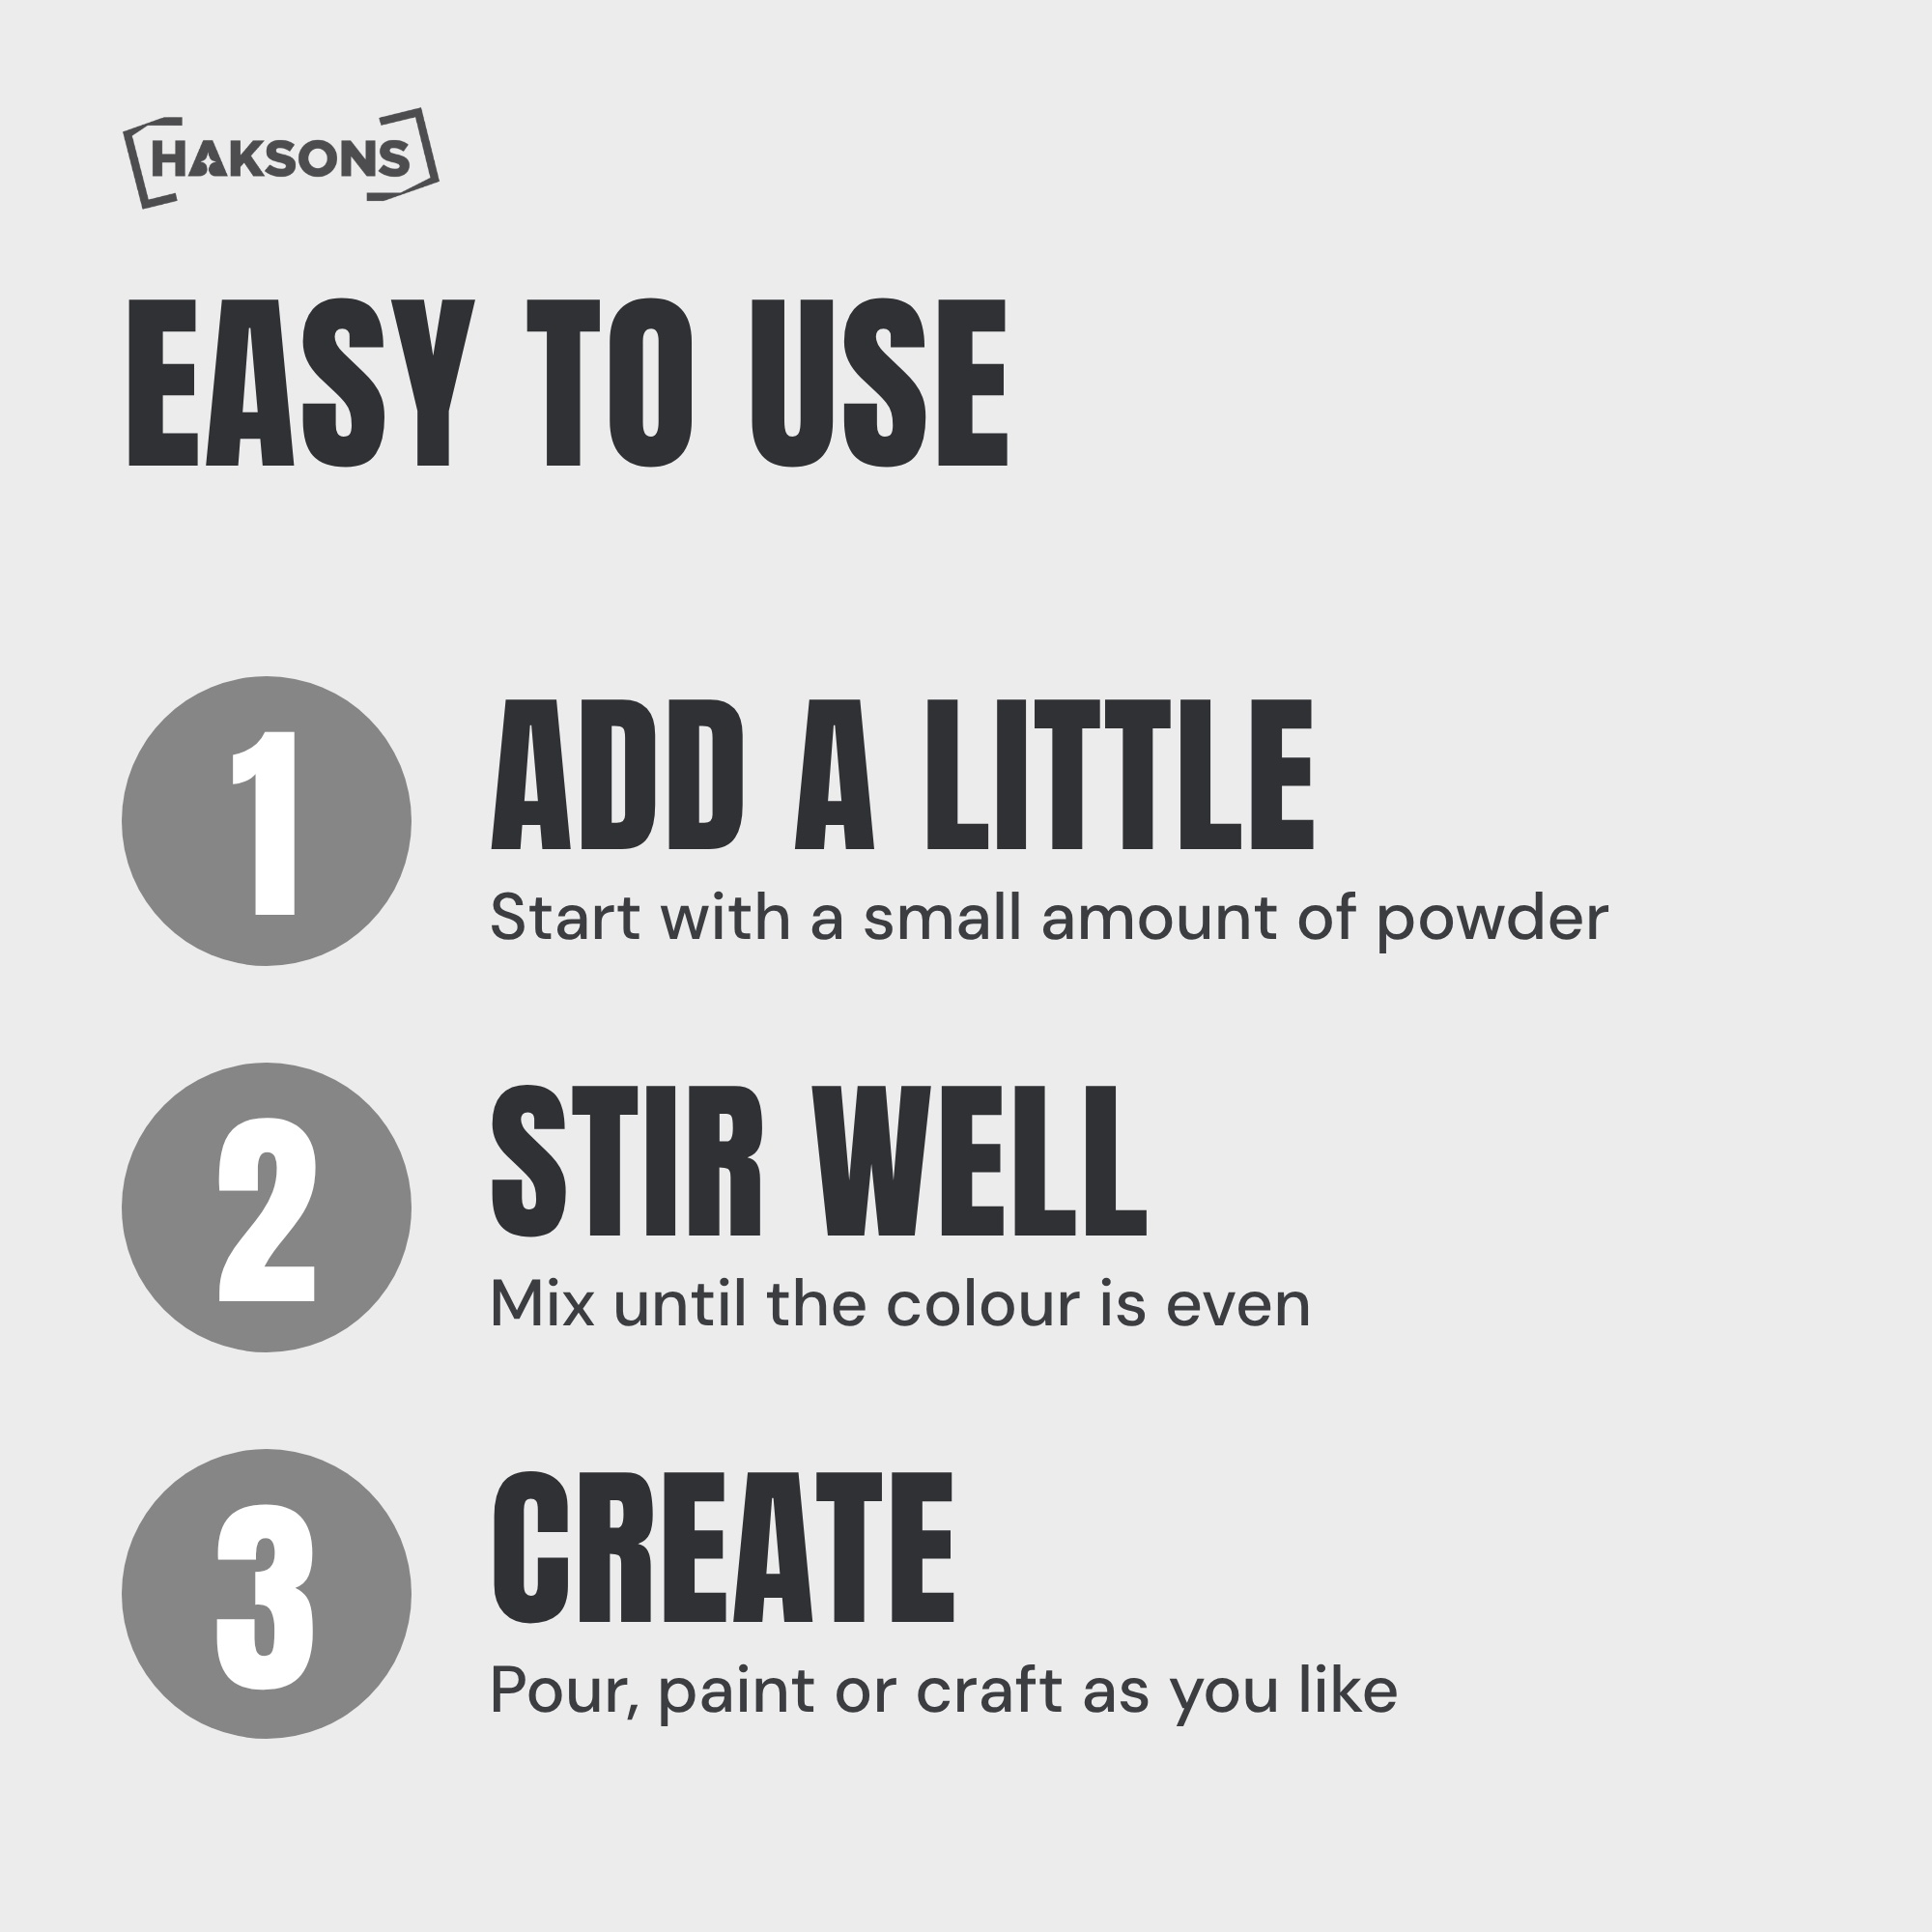 HAKSONS
EASY TO USE
1
ADD A LITTLE
Start with a small amount of powder
2
STIR WELL
Mix until the colour is even
3
CREATE
Pour, paint or craft as you like